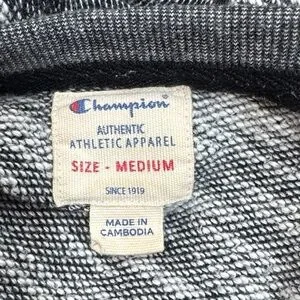 Champion
AUTHENTIC
ATHLETIC APPAREL
SIZE - MEDIUM
SINCE 1919
MADE IN
CAMBODIA